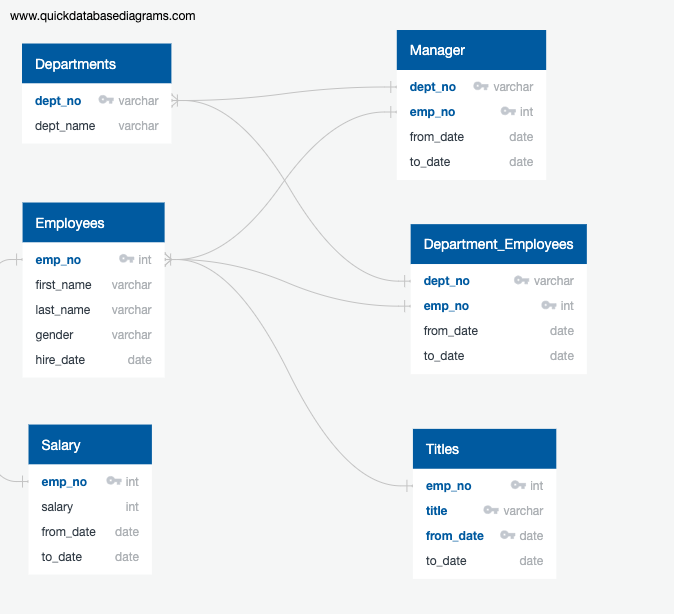 www.quickdatabasediagrams.com
Departments
dept_no varchar
dept_name varchar
Manager
dept_no varchar
emp_no int
from_date date
to_date date
Employees
emp_no int
first_name varchar
last_name varchar
gender varchar
hire_date date
Department_Employees
dept_no varchar
emp_no int
from_date date
to_date date
Salary
emp_no int
salary int
from_date date
to_date date
Titles
emp_no int
title varchar
from_date date
to_date date